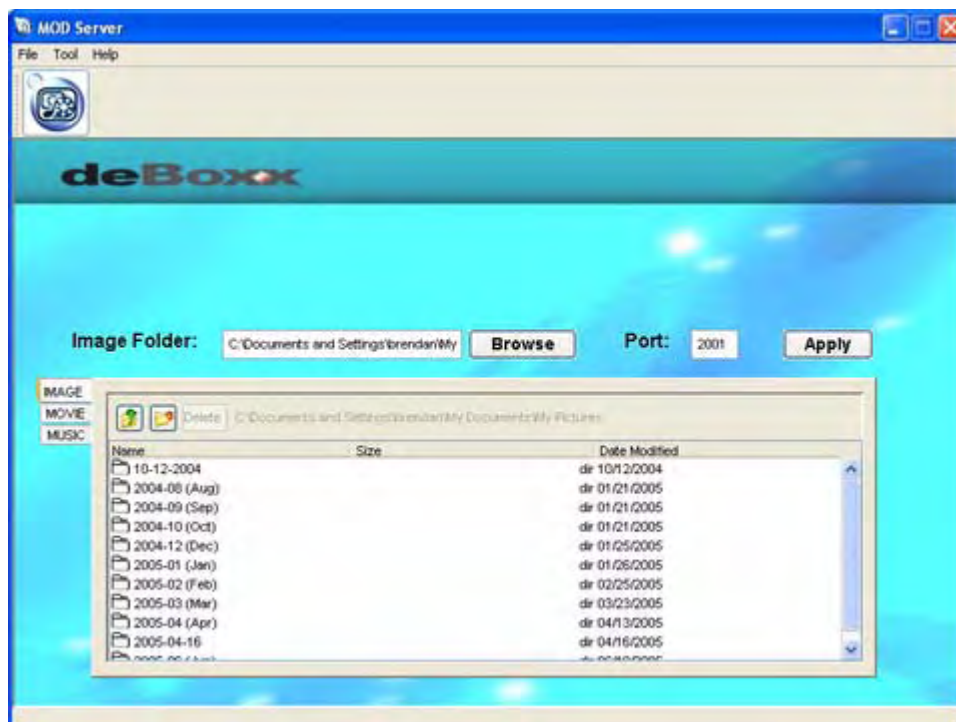 MOD Server
File Tool Help
deBoxx
Image Folder: C:\Documents and Settings\brendan\My Browse Port: 2001 Apply
IMAGE
MOVIE
MUSIC
Delete C:\Documents and Settings\brendan\My Documents\My Pictures
Name Size Date Modified
10-12-2004 dir 10/12/2004
2004-08 (Aug) dir 01/21/2005
2004-09 (Sep) dir 01/21/2005
2004-10 (Oct) dir 01/21/2005
2004-12 (Dec) dir 01/25/2005
2005-01 (Jan) dir 01/26/2005
2005-02 (Feb) dir 02/25/2005
2005-03 (Mar) dir 03/23/2005
2005-04 (Apr) dir 04/13/2005
2005-04-16 dir 04/16/2005